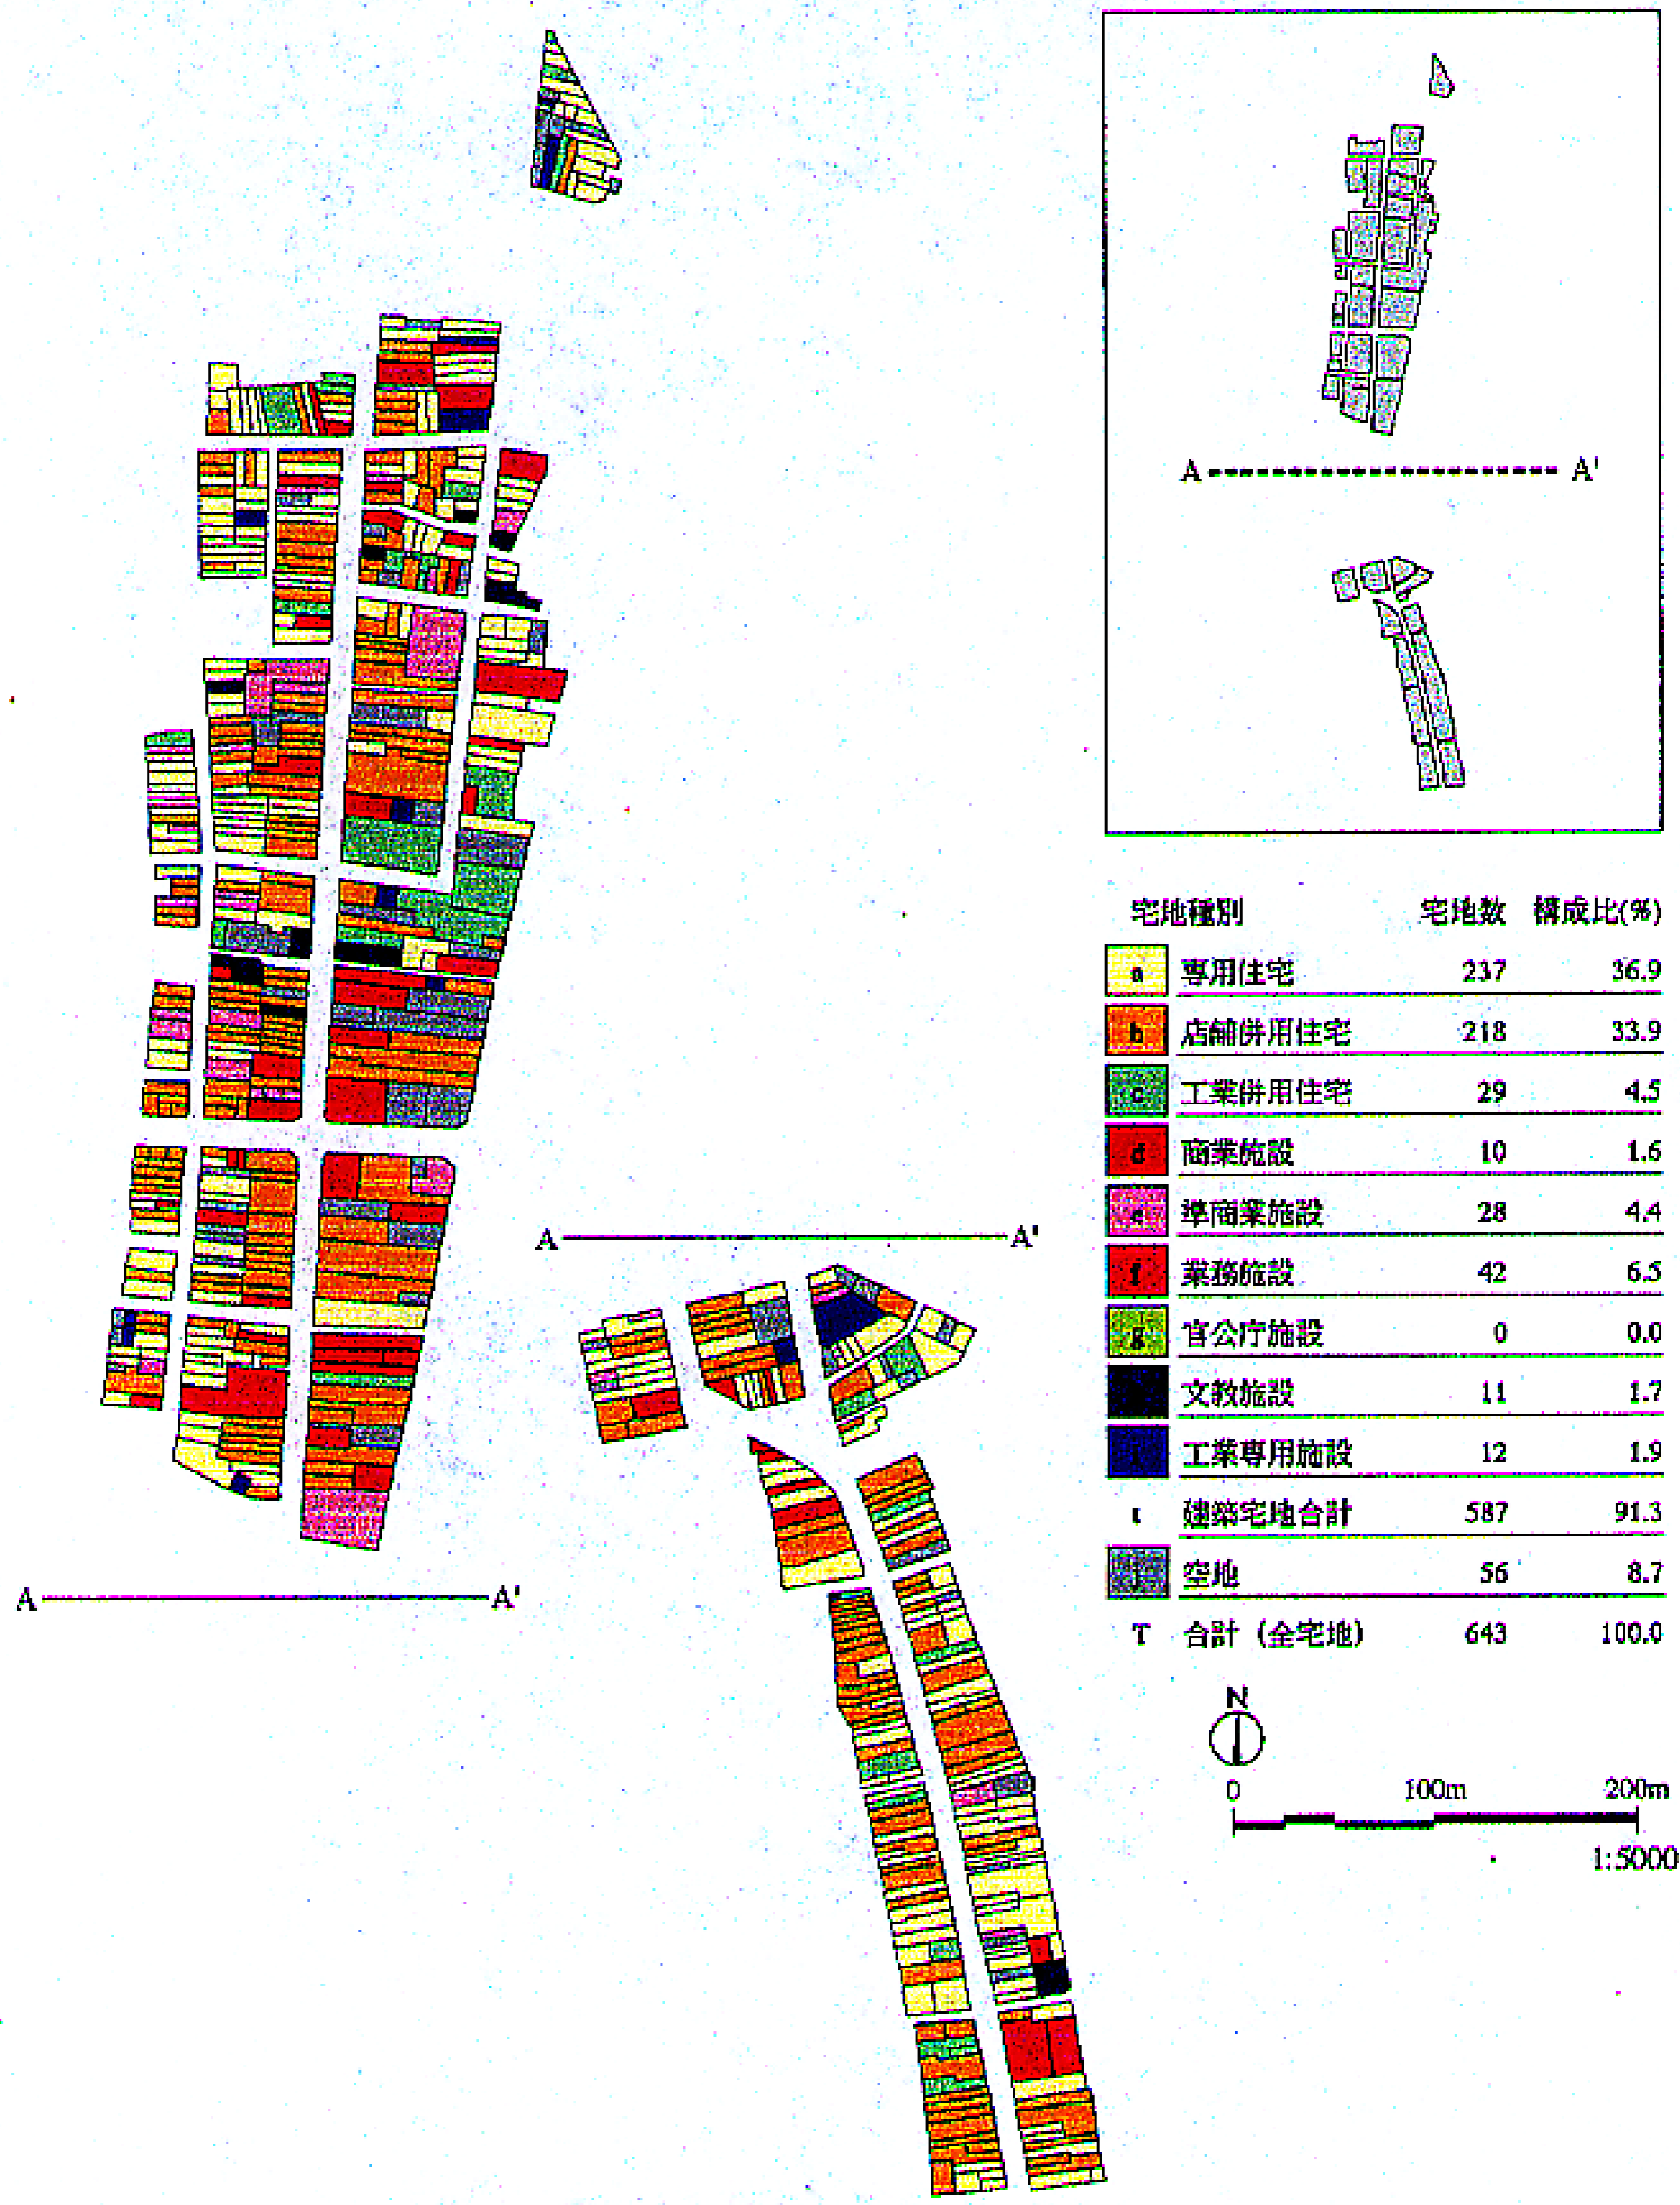 A A'
宅地種別 宅地数 構成比(%)
a 専用住宅 237 36.9
b 店舗併用住宅 218 33.9
c 工業併用住宅 29 4.5
d 商業施設 10 1.6
e 準商業施設 28 4.4
f 業務施設 42 6.5
g 官公庁施設 0 0.0
文教施設 11 1.7
i 工業専用施設 12 1.9
t 建築宅地合計 587 91.3
j 空地 56 8.7
T 合計 (全宅地) 643 100.0
A A'
A A'
N
0 100m 200m
1:5000